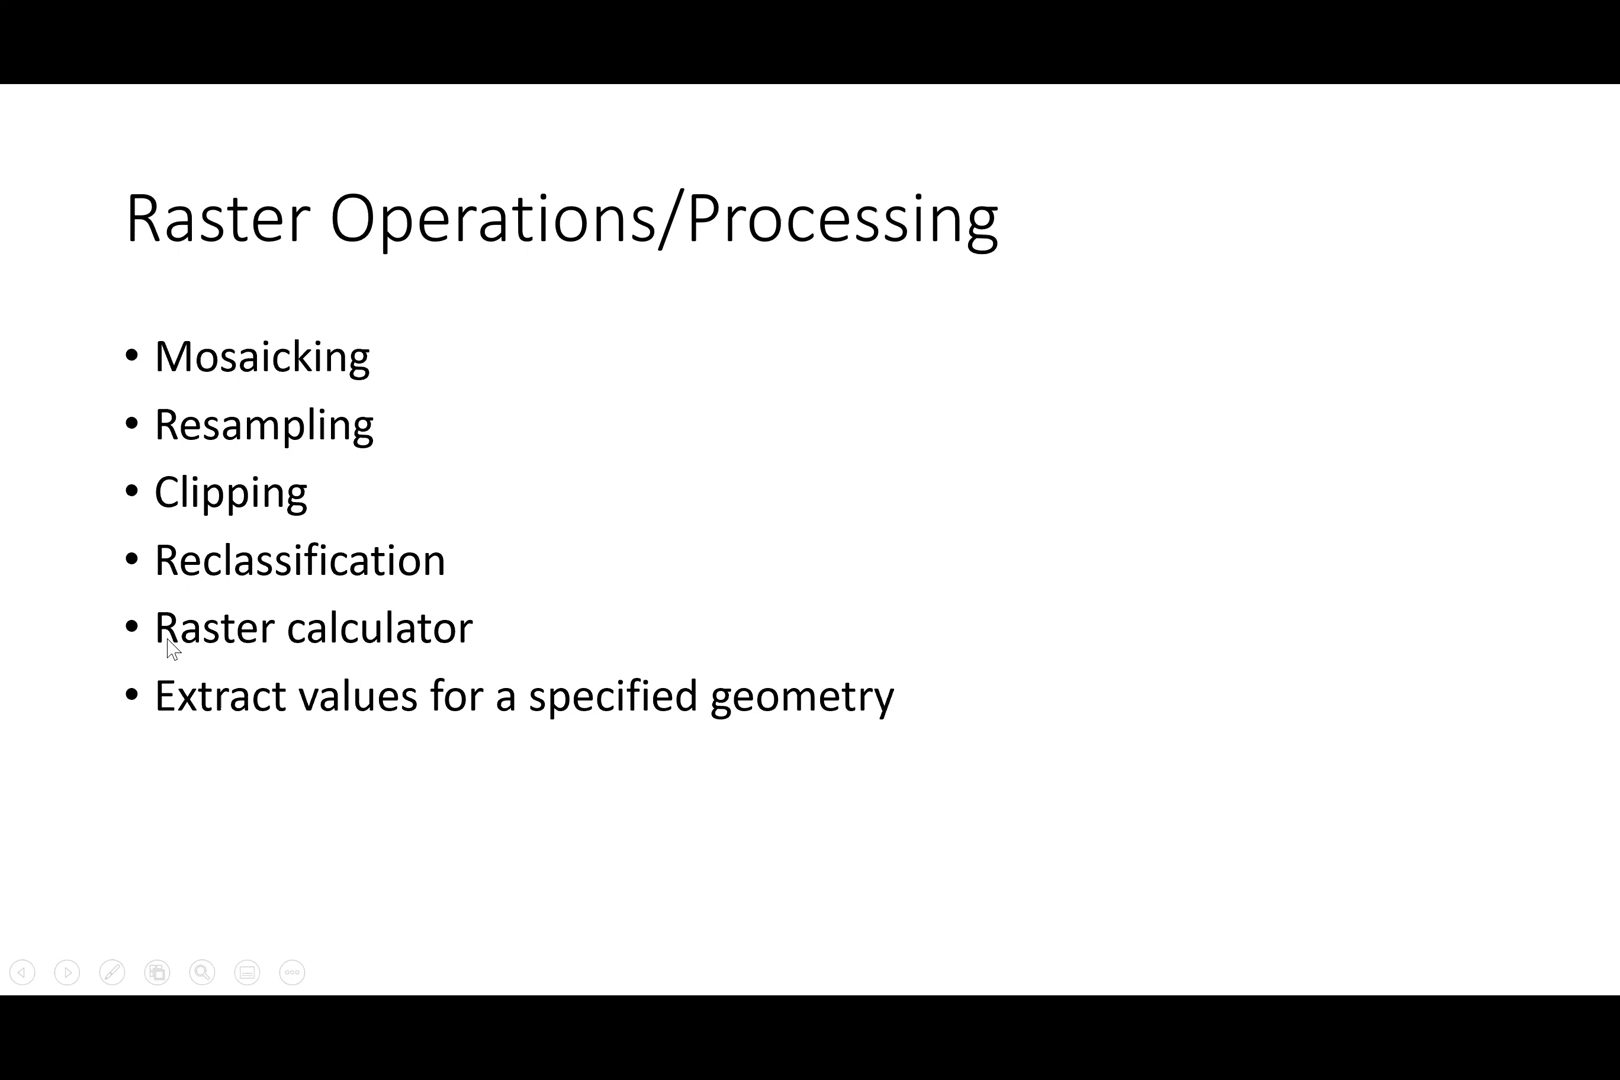 Raster Operations/Processing
• Mosaicking
• Resampling
• Clipping
• Reclassification
• Raster calculator
• Extract values for a specified geometry